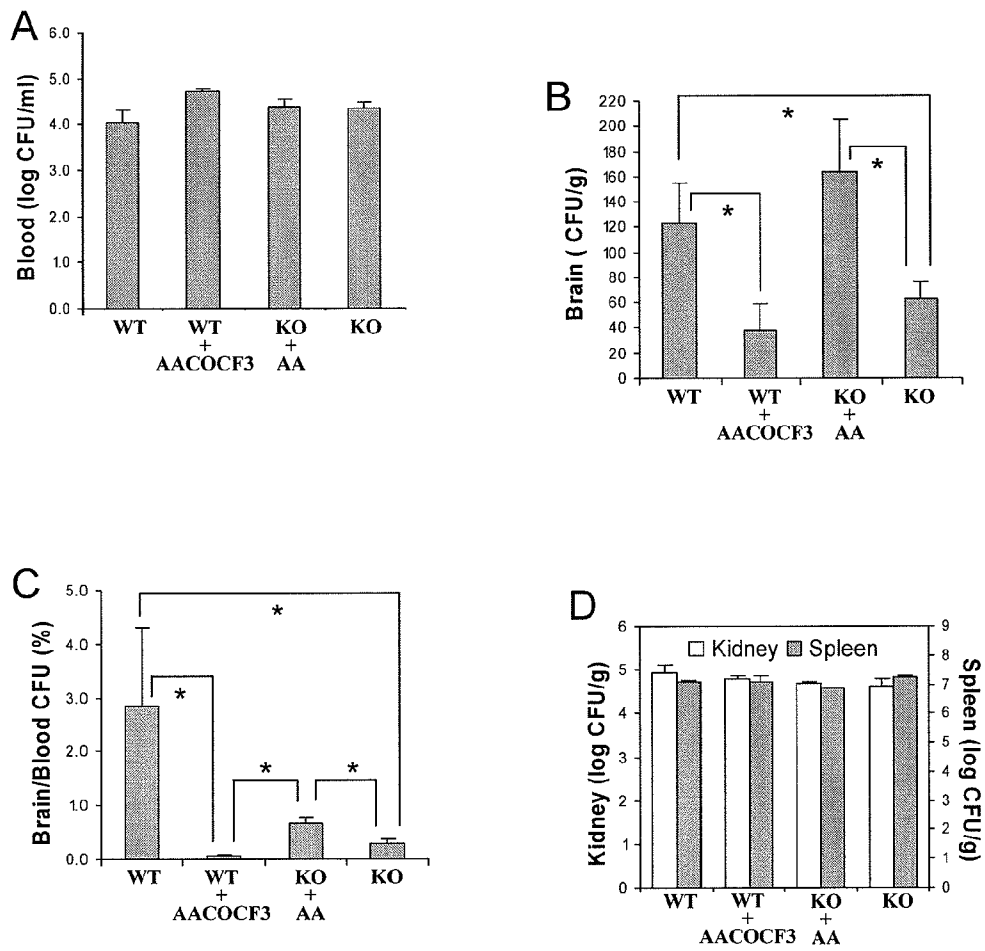 A
Blood (log CFU/ml)
6.0
5.0
4.0
3.0
2.0
1.0
0.0
WT
WT
+
AACOCF3
KO
+
AA
KO
B
Brain ( CFU/g)
220
200
180
160
140
120
100
80
60
40
20
0
*
*
*
WT
WT
+
AACOCF3
KO
+
AA
KO
C
Brain/Blood CFU (%)
5.0
4.0
3.0
2.0
1.0
0.0
*
*
*
*
WT
WT
+
AACOCF3
KO
+
AA
KO
D
Kidney (log CFU/g)
6
5
4
3
2
1
0
Kidney Spleen
9
8
7
6
5
4
3
2
1
0
Spleen (log CFU/g)
WT
WT
+
AACOCF3
KO
+
AA
KO